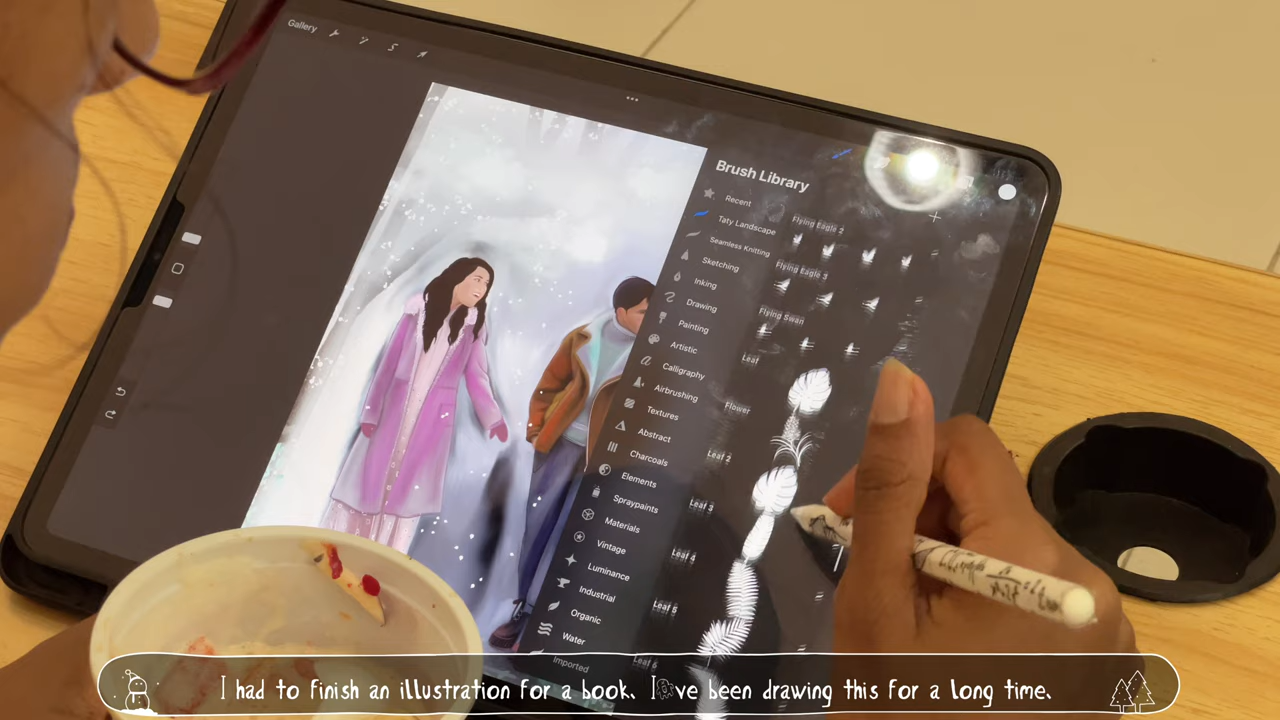 Gallery
Brush Library
Recent
Taty Landscape
Seamless Knitting
Sketching
Inking
Drawing
Painting
Artistic
Calligraphy
Airbrushing
Textures
Abstract
Charcoals
Elements
Spraypaints
Materials
Vintage
Luminance
Industrial
Organic
Water
Imported
Flying Eagle 2
Flying Eagle 3
Flying Swan
Leaf
Flower
Leaf 2
Leaf 3
Leaf 4
Leaf 5
Leaf 6
I had to finish an illustration for a book. I've been drawing this for a long time.